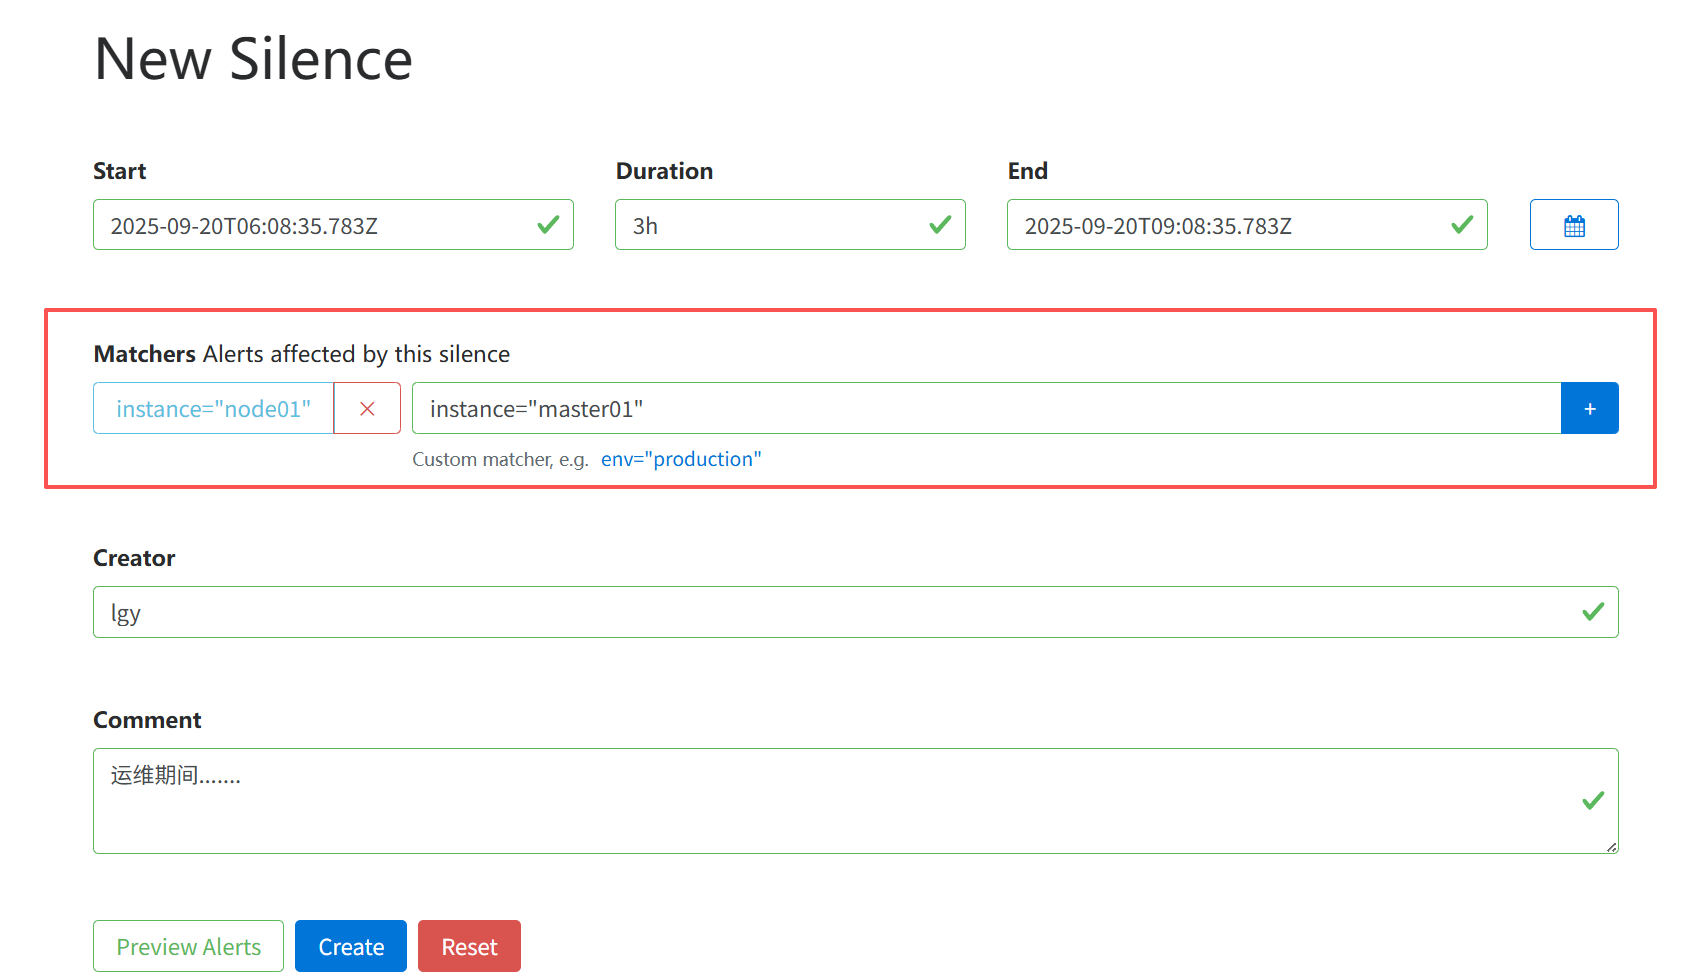 New Silence
Start Duration End
2025-09-20T06:08:35.783Z 3h 2025-09-20T09:08:35.783Z
Matchers Alerts affected by this silence
instance="node01" × instance="master01" +
Custom matcher, e.g. env="production"
Creator
lgy
Comment
运维期间.......
Preview Alerts Create Reset